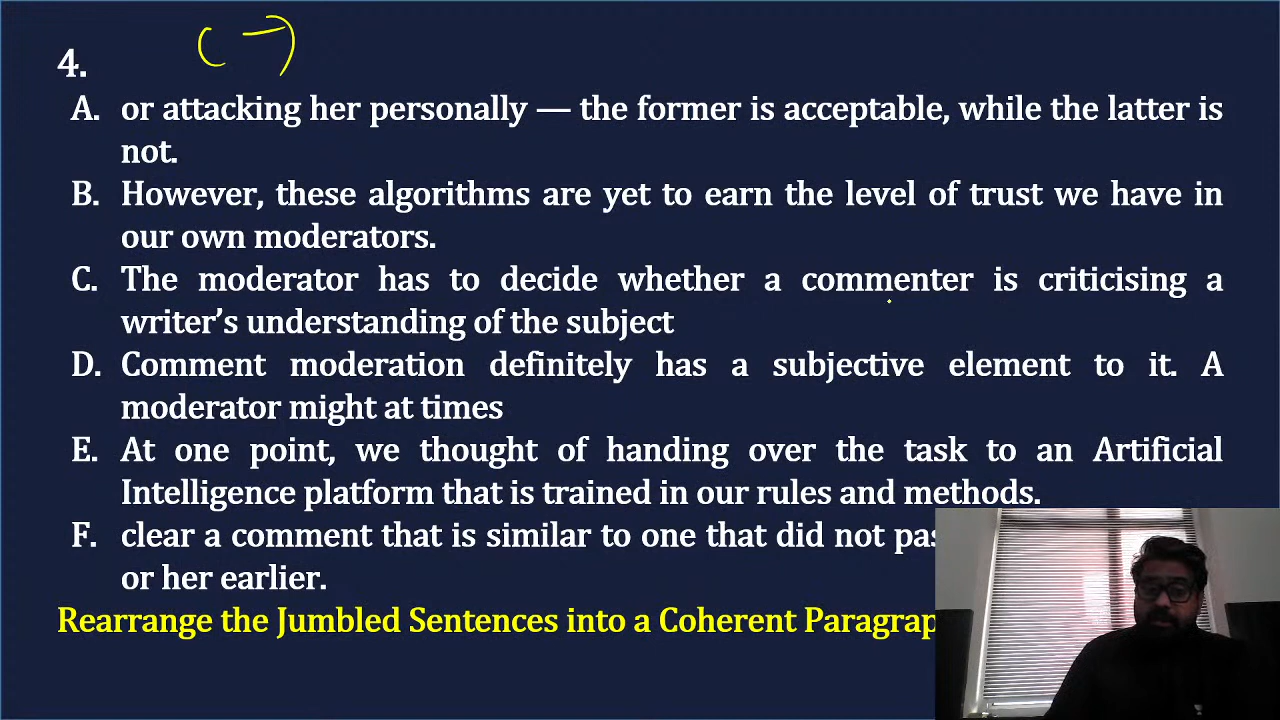 4.
A. or attacking her personally — the former is acceptable, while the latter is
not.
B. However, these algorithms are yet to earn the level of trust we have in
our own moderators.
C. The moderator has to decide whether a commenter is criticising a
writer’s understanding of the subject
D. Comment moderation definitely has a subjective element to it. A
moderator might at times
E. At one point, we thought of handing over the task to an Artificial
Intelligence platform that is trained in our rules and methods.
F. clear a comment that is similar to one that did not
or her earlier.
Rearrange the Jumbled Sentences into a Coherent